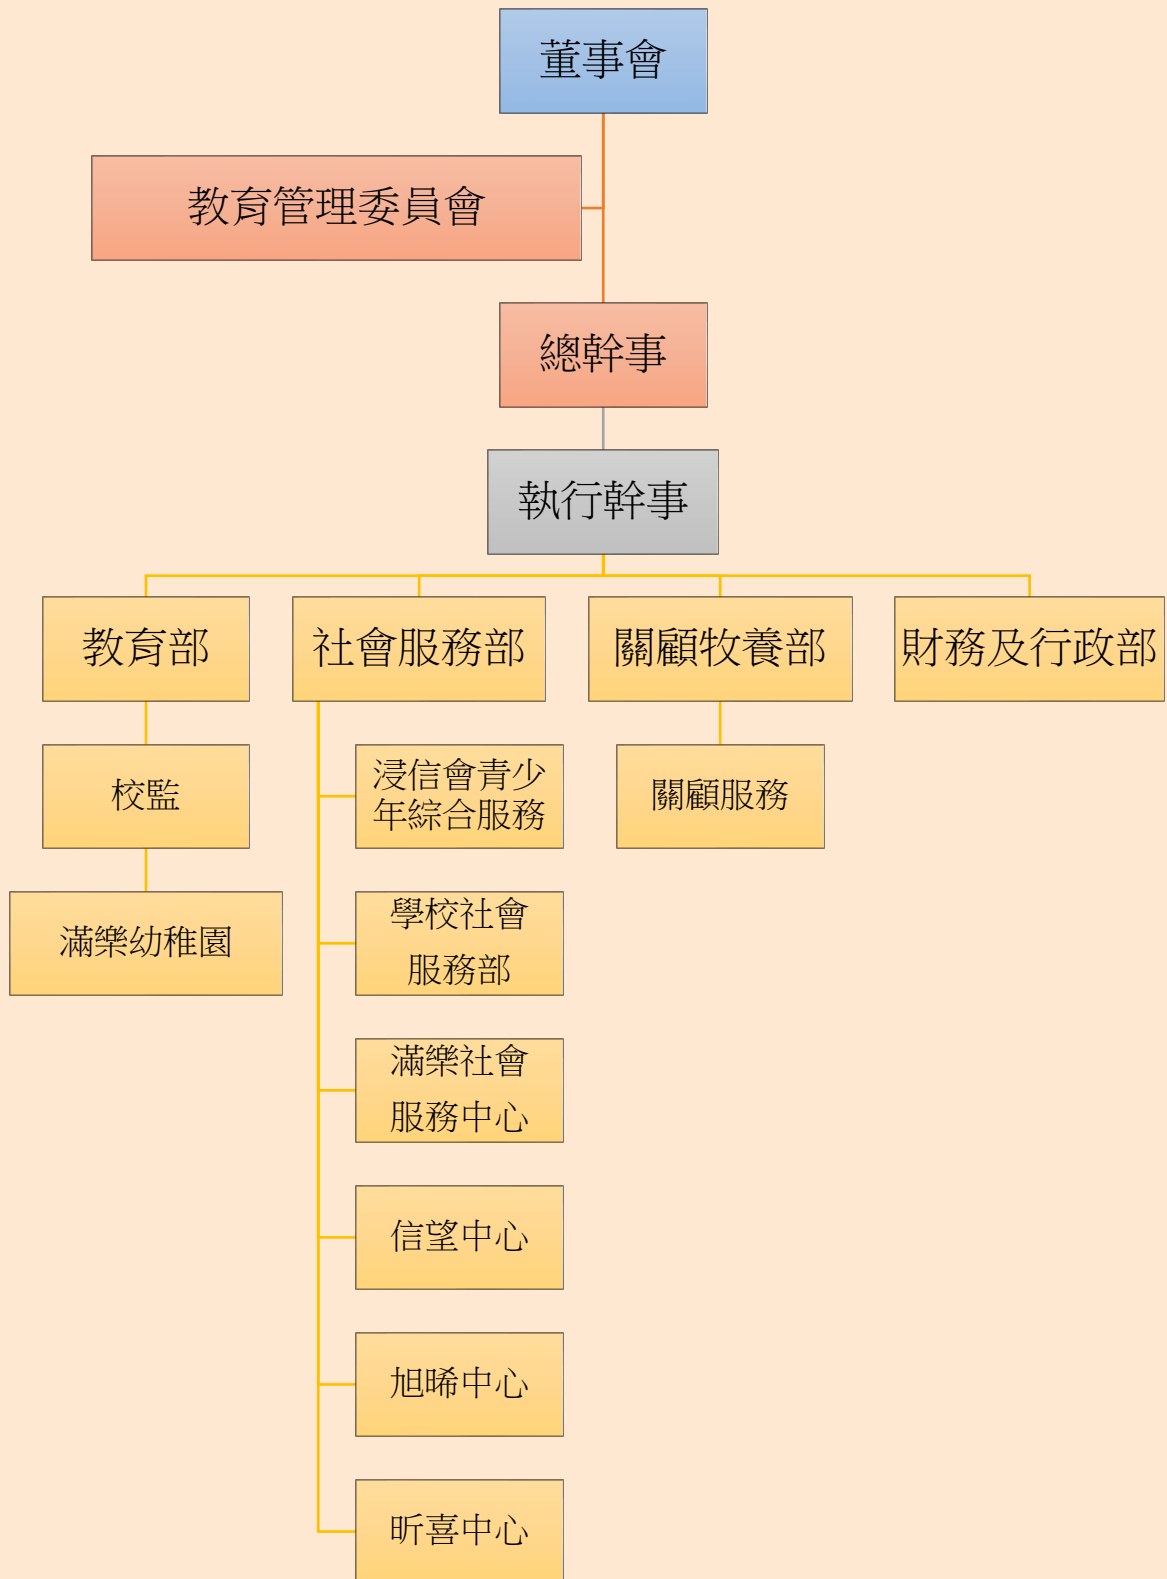 董事會
教育管理委員會
總幹事
執行幹事
教育部
社會服務部
關顧牧養部
財務及行政部
校監
滿樂幼稚園
浸信會青少
年綜合服務
學校社會
服務部
滿樂社會
服務中心
信望中心
旭晞中心
昕喜中心
關顧服務